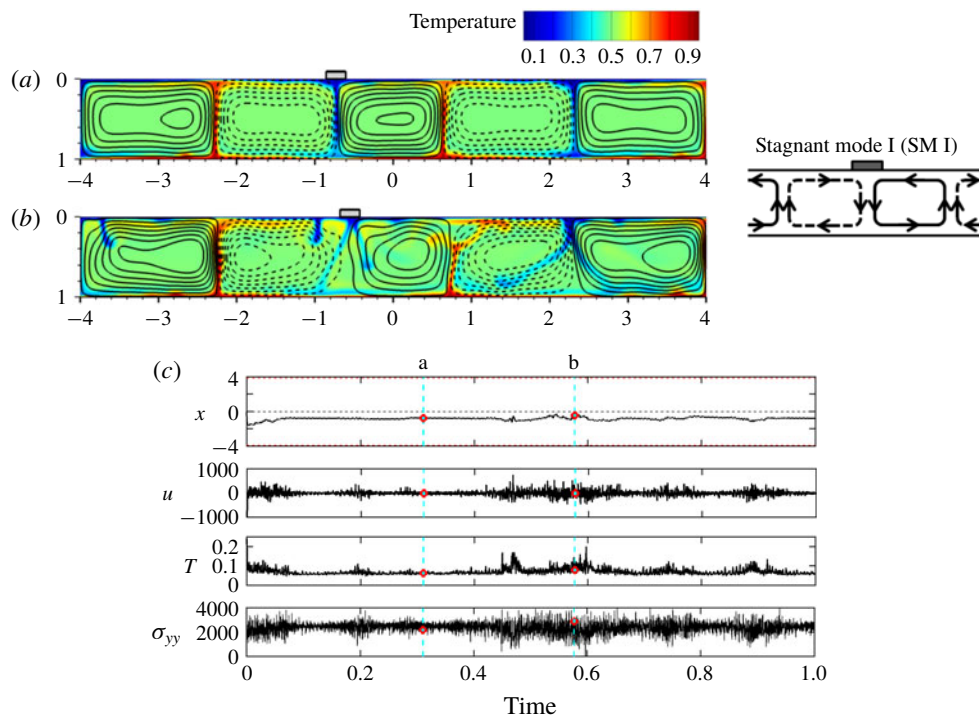 Temperature
0.1 0.3 0.5 0.7 0.9
(a)
0
1
−4 −3 −2 −1 0 1 2 3 4
Stagnant mode I (SM I)
(b)
0
1
−4 −3 −2 −1 0 1 2 3 4
(c)
a b
x
4
0
−4
u
1000
0
−1000
T
0.2
0.1
0
σyy
4000
2000
0
0 0.2 0.4 0.6 0.8 1.0
Time